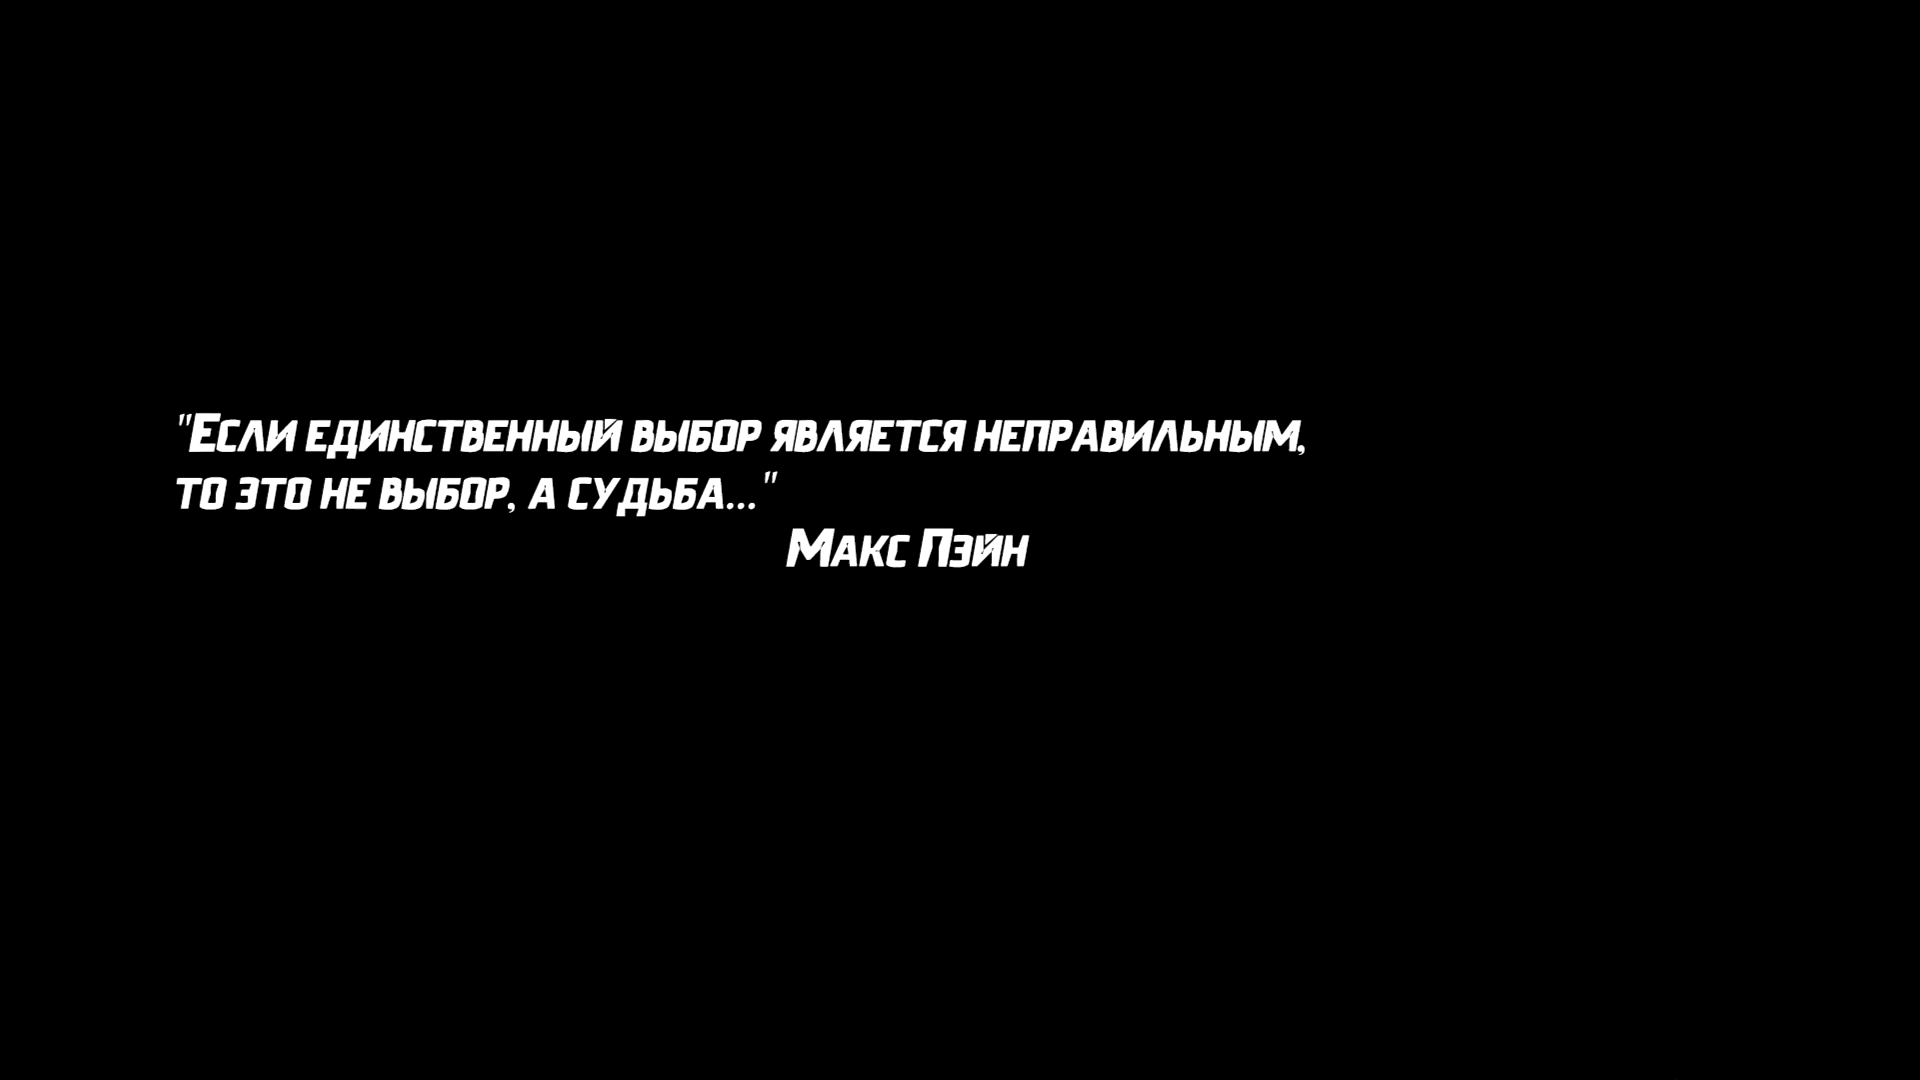 "Если единственный выбор является неправильным,
то это не выбор, а судьба..."
Макс Пэйн